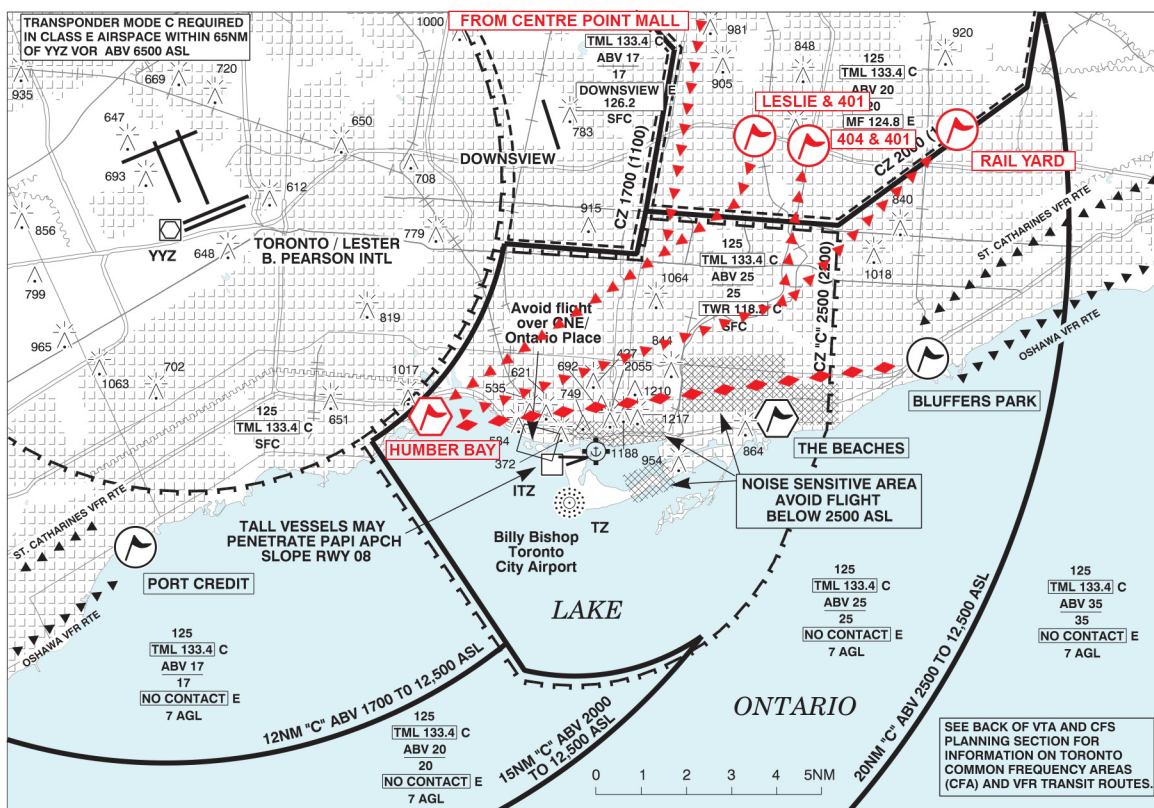 TRANSPONDER MODE C REQUIRED
IN CLASS E AIRSPACE WITHIN 65NM
OF YYZ VOR ABV 6500 ASL
1000
FROM CENTRE POINT MALL
981
TML 133.4 C
ABV 17
17
DOWNSVIEW E
126.2
SFC
848
920
905
125
TML 133.4 C
ABV 20
20
MF 124.8 E
935
669
720
LESLIE & 401
404 & 401
RAIL YARD
647
650
783
693
612
708
DOWNSVIEW
CZ 1700 (1100)
856
YYZ
648
779
915
840
TORONTO / LESTER
B. PEARSON INTL
125
TML 133.4 C
ABV 25
25
SFC
1064
1018
CZ "C" 2500 (2200)
ST. CATHARINES VFR RTE
OSHAWA VFR RTE
799
819
965
Avoid flight
over CNE/
Ontario Place
427
844
702
1063
1017
621
692
2055
535
749
1210
651
1217
125
TML 133.4 C
SFC
HUMBER BAY
584
372
1188
954
864
BLUFFERS PARK
THE BEACHES
ITZ
TZ
NOISE SENSITIVE AREA
AVOID FLIGHT
BELOW 2500 ASL
ST. CATHARINES VFR RTE
TALL VESSELS MAY
PENETRATE PAPI APCH
SLOPE RWY 08
Billy Bishop
Toronto
City Airport
PORT CREDIT
OSHAWA VFR RTE
LAKE
ONTARIO
125
TML 133.4 C
ABV 17
17
NO CONTACT E
7 AGL
125
TML 133.4 C
ABV 25
25
NO CONTACT E
7 AGL
125
TML 133.4 C
ABV 35
35
NO CONTACT E
7 AGL
12NM "C" ABV 1700 T0 12,500 ASL
125
TML 133.4 C
ABV 20
20
NO CONTACT E
7 AGL
15NM "C" ABV 2000
TO 12,500 ASL
20NM "C" ABV 2500 TO 12,500 ASL
0 1 2 3 4 5NM
SEE BACK OF VTA AND CFS
PLANNING SECTION FOR
INFORMATION ON TORONTO
COMMON FREQUENCY AREAS
(CFA) AND VFR TRANSIT ROUTES.